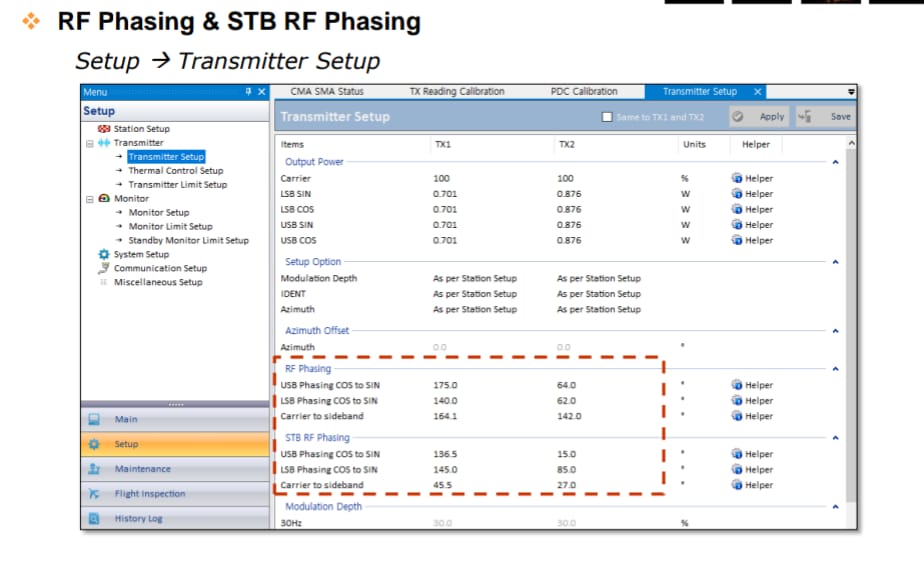 RF Phasing & STB RF Phasing
Setup → Transmitter Setup
Menu
CMA SMA Status TX Reading Calibration PDC Calibration Transmitter Setup
Setup
Transmitter Setup Same to TX1 and TX2 Apply Save
Station Setup
Transmitter
Transmitter Setup
Thermal Control Setup
Transmitter Limit Setup
Monitor
Monitor Setup
Monitor Limit Setup
Standby Monitor Limit Setup
System Setup
Communication Setup
Miscellaneous Setup
Main
Setup
Maintenance
Flight Inspection
History Log
Items TX1 TX2 Units Helper
Output Power
Carrier 100 100 % Helper
LSB SIN 0.701 0.876 W Helper
LSB COS 0.701 0.876 W Helper
USB SIN 0.701 0.876 W Helper
USB COS 0.701 0.876 W Helper
Setup Option
Modulation Depth As per Station Setup As per Station Setup
IDENT As per Station Setup As per Station Setup
Azimuth As per Station Setup As per Station Setup
Azimuth Offset
Azimuth 0.0 0.0 °
RF Phasing
USB Phasing COS to SIN 175.0 64.0 ° Helper
LSB Phasing COS to SIN 140.0 62.0 ° Helper
Carrier to sideband 164.1 142.0 ° Helper
STB RF Phasing
USB Phasing COS to SIN 136.5 15.0 ° Helper
LSB Phasing COS to SIN 145.0 85.0 ° Helper
Carrier to sideband 45.5 27.0 ° Helper
Modulation Depth
30Hz 30.0 30.0 %